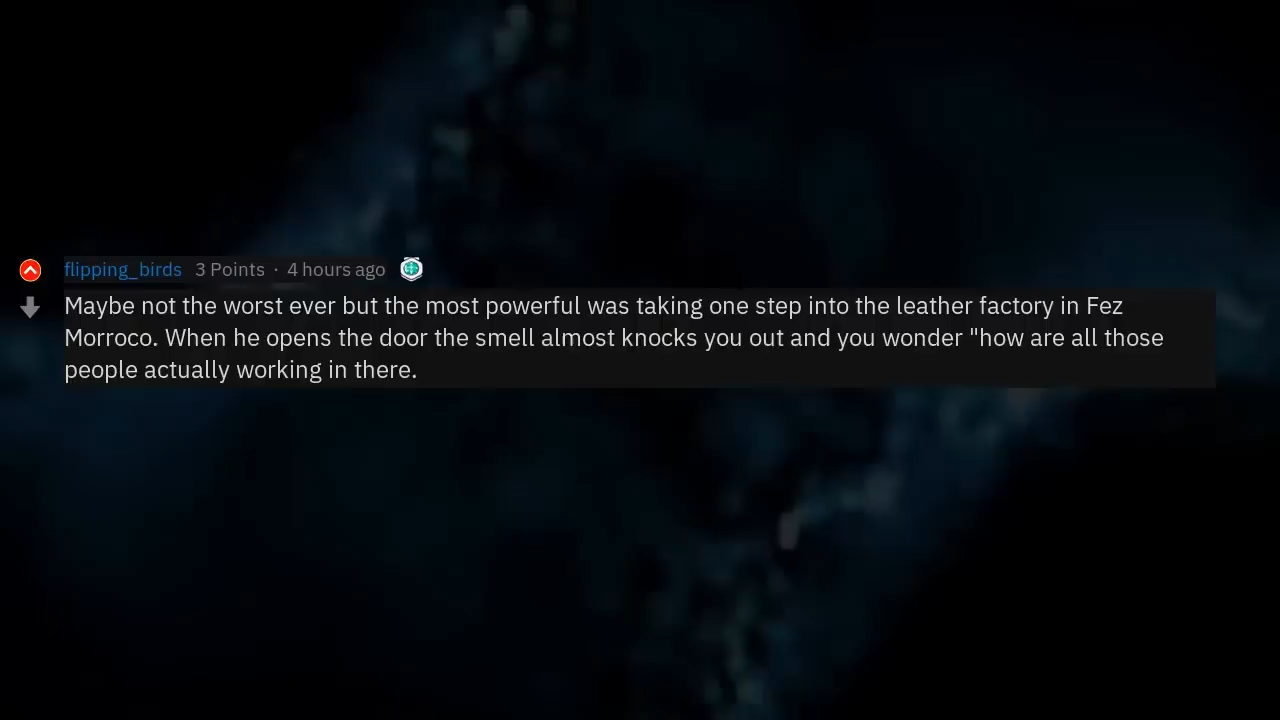 flipping_birds 3 Points · 4 hours ago
Maybe not the worst ever but the most powerful was taking one step into the leather factory in Fez
Morroco. When he opens the door the smell almost knocks you out and you wonder "how are all those
people actually working in there.